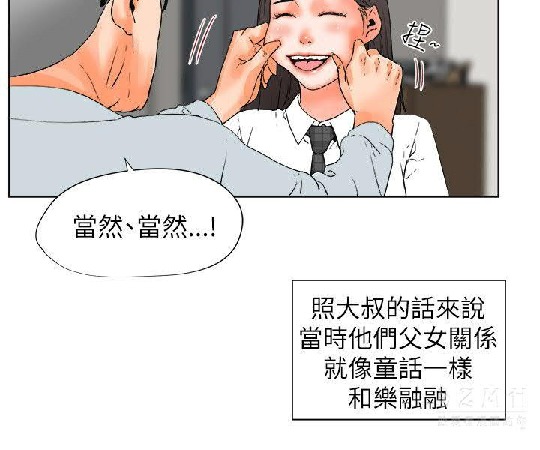 捏~
當然、當然...!
照大叔的話來說
當時他們父女關係
就像童話一樣
和樂融融